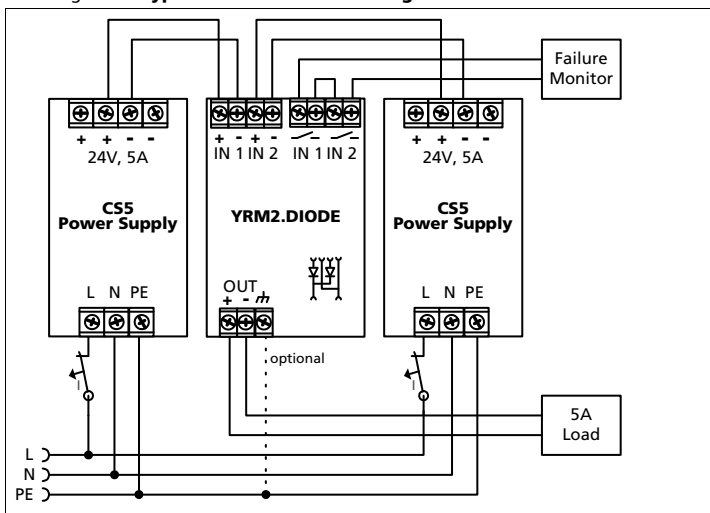 Failure
Monitor
+ + - -
24V, 5A
CS5
Power Supply
L N PE
+ - + -
IN 1 IN 2 IN 1 IN 2
YRM2.DIODE
OUT
+ -
optional
+ + - -
24V, 5A
CS5
Power Supply
L N PE
I
I
5A
Load
L
N
PE